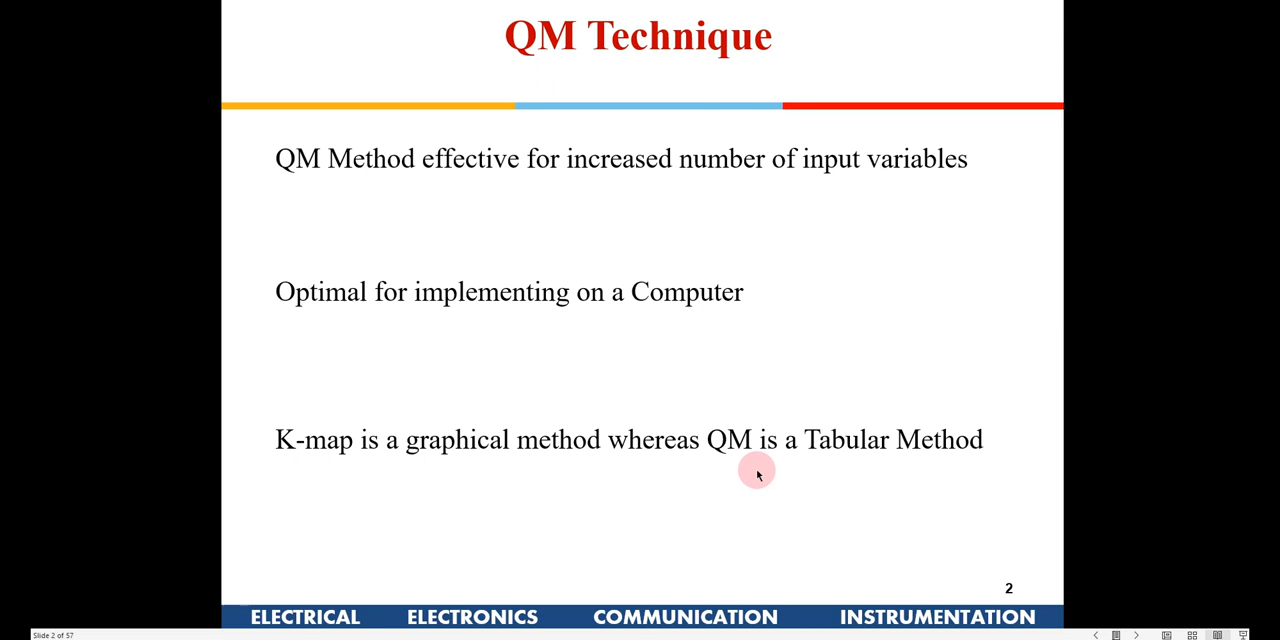 QM Technique
QM Method effective for increased number of input variables
Optimal for implementing on a Computer
K-map is a graphical method whereas QM is a Tabular Method
2
ELECTRICAL ELECTRONICS COMMUNICATION INSTRUMENTATION
Slide 2 of 57